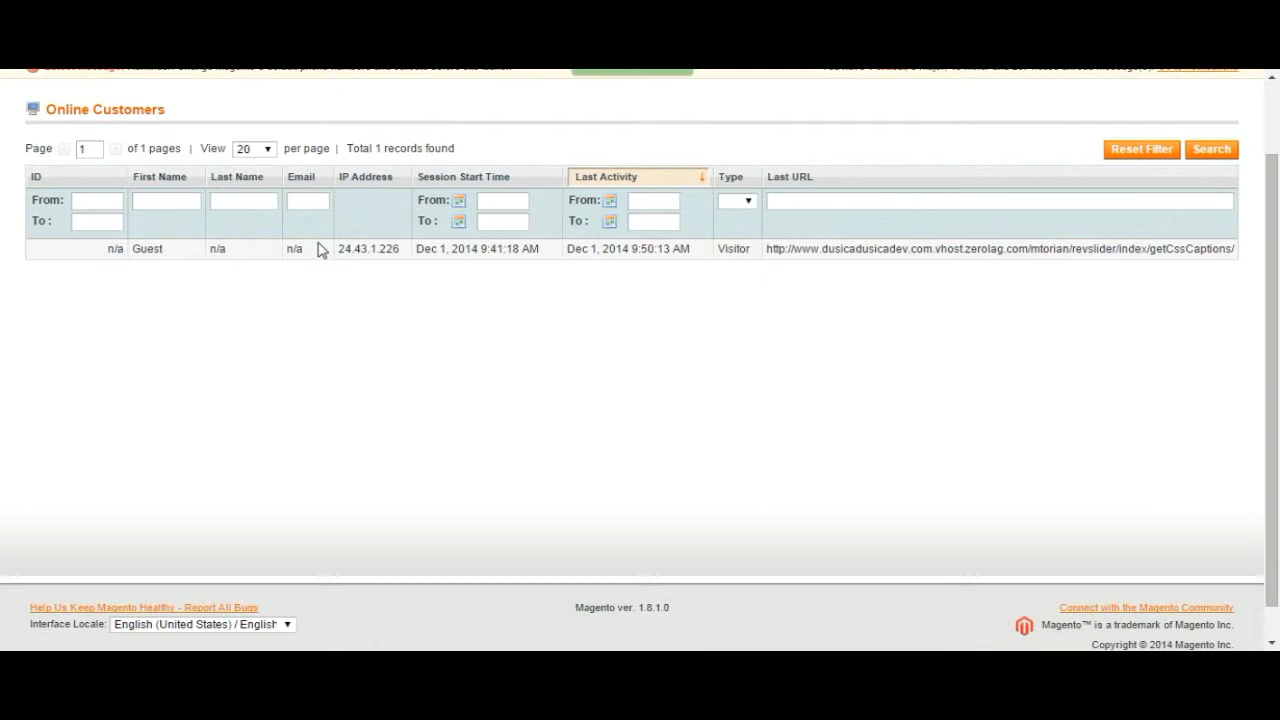 Online Customers
Page 1 of 1 pages | View 20 per page | Total 1 records found
Reset Filter Search
ID First Name Last Name Email IP Address Session Start Time Last Activity Type Last URL
From: From: From:
To : To : To :
n/a Guest n/a n/a 24.43.1.226 Dec 1, 2014 9:41:18 AM Dec 1, 2014 9:50:13 AM Visitor http://www.dusicadusicadev.com.vhost.zerolag.com/mtorian/revslider/index/getCssCaptions/
Help Us Keep Magento Healthy - Report All Bugs Magento ver. 1.8.1.0 Connect with the Magento Community
Interface Locale: English (United States) / English Magento™ is a trademark of Magento Inc.
Copyright © 2014 Magento Inc.